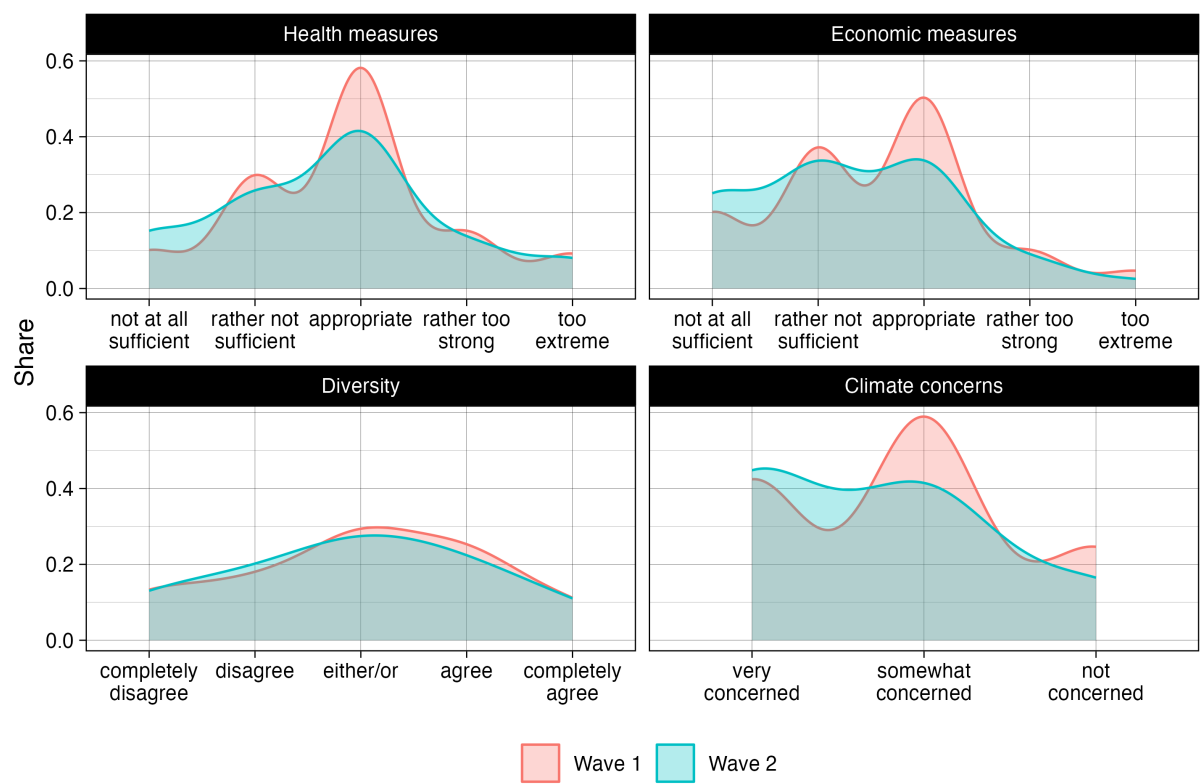 Health measures
Economic measures
0.6
0.4
0.2
0.0
not at all sufficient
rather not sufficient
appropriate
rather too strong
too extreme
not at all sufficient
rather not sufficient
appropriate
rather too strong
too extreme
Share
Diversity
Climate concerns
0.6
0.4
0.2
0.0
completely disagree
disagree
either/or
agree
completely agree
very concerned
somewhat concerned
not concerned
Wave 1
Wave 2